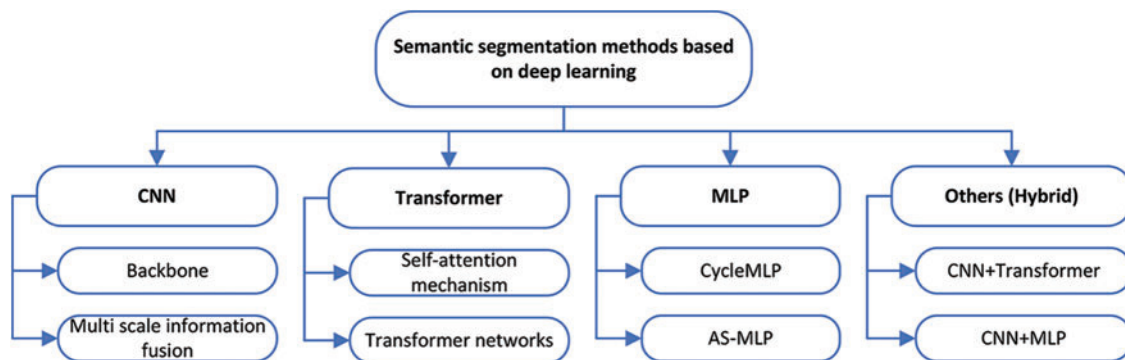 Semantic segmentation methods based
on deep learning
CNN
Transformer
MLP
Others (Hybrid)
Backbone
Self-attention
mechanism
CycleMLP
CNN+Transformer
Multi scale information
fusion
Transformer networks
AS-MLP
CNN+MLP